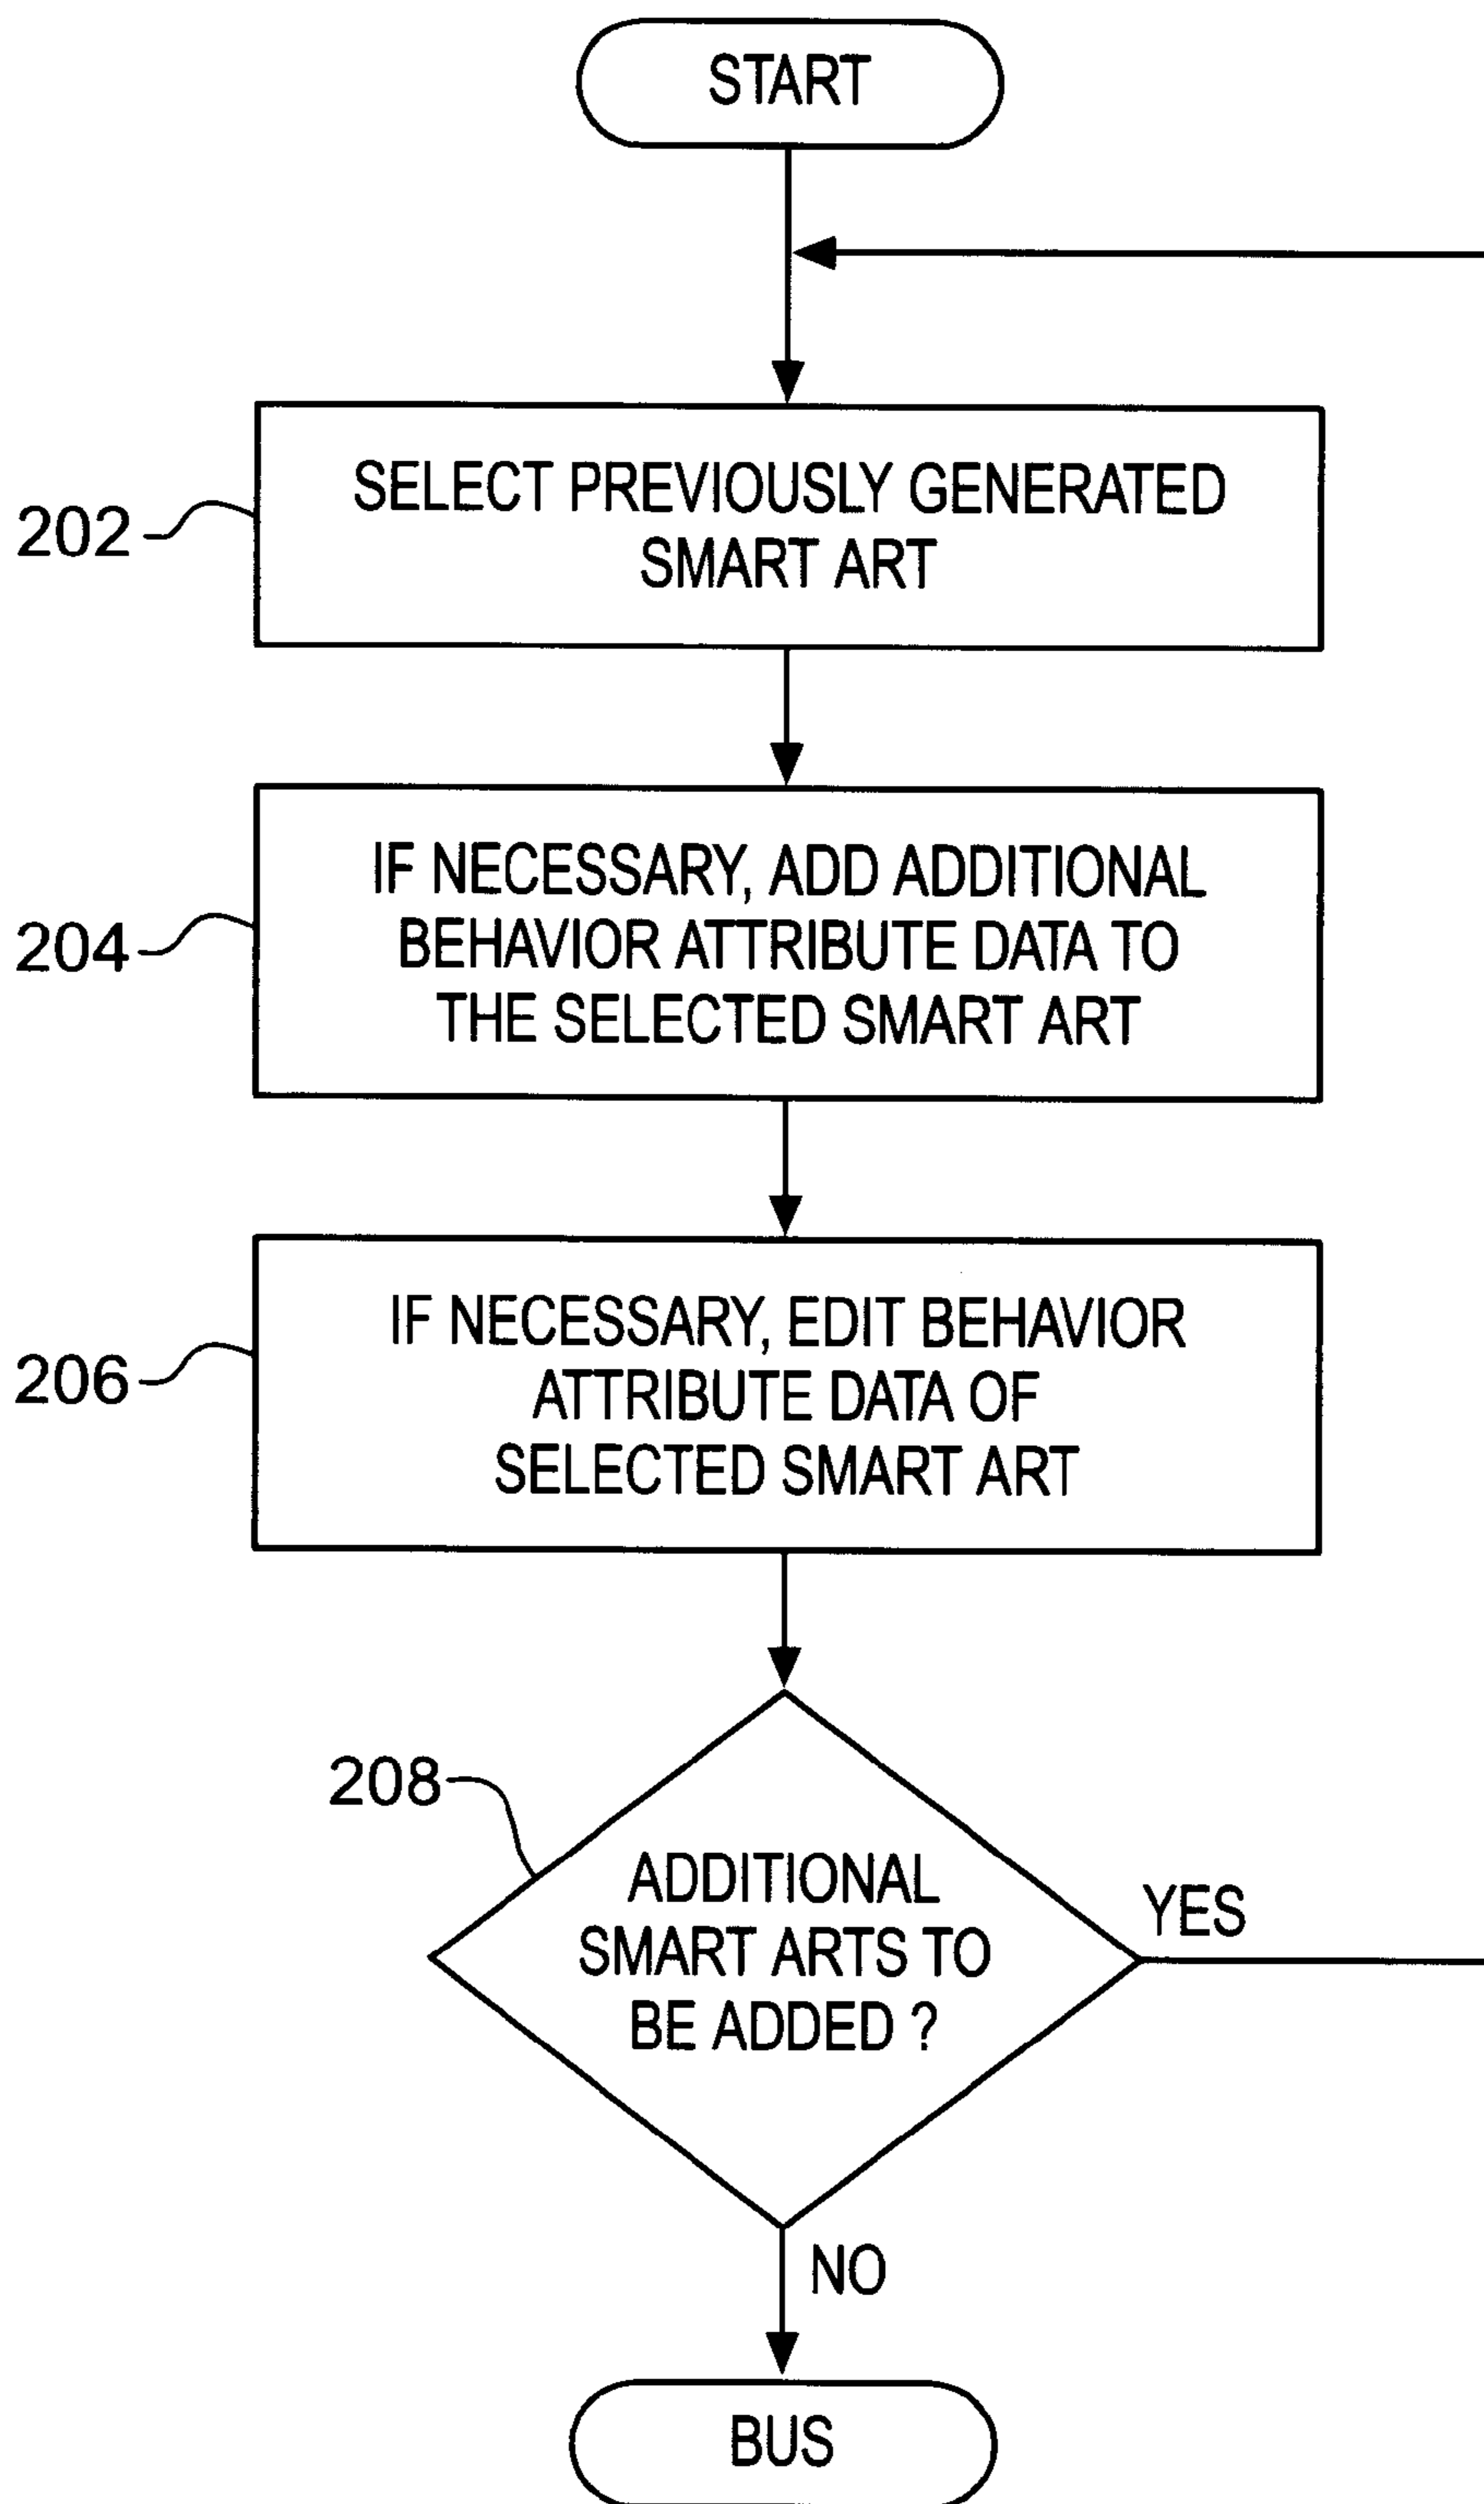 START
SELECT PREVIOUSLY GENERATED
SMART ART
202
IF NECESSARY, ADD ADDITIONAL
BEHAVIOR ATTRIBUTE DATA TO
THE SELECTED SMART ART
204
IF NECESSARY, EDIT BEHAVIOR
ATTRIBUTE DATA OF
SELECTED SMART ART
206
208
ADDITIONAL
SMART ARTS TO
BE ADDED ?
YES
NO
BUS